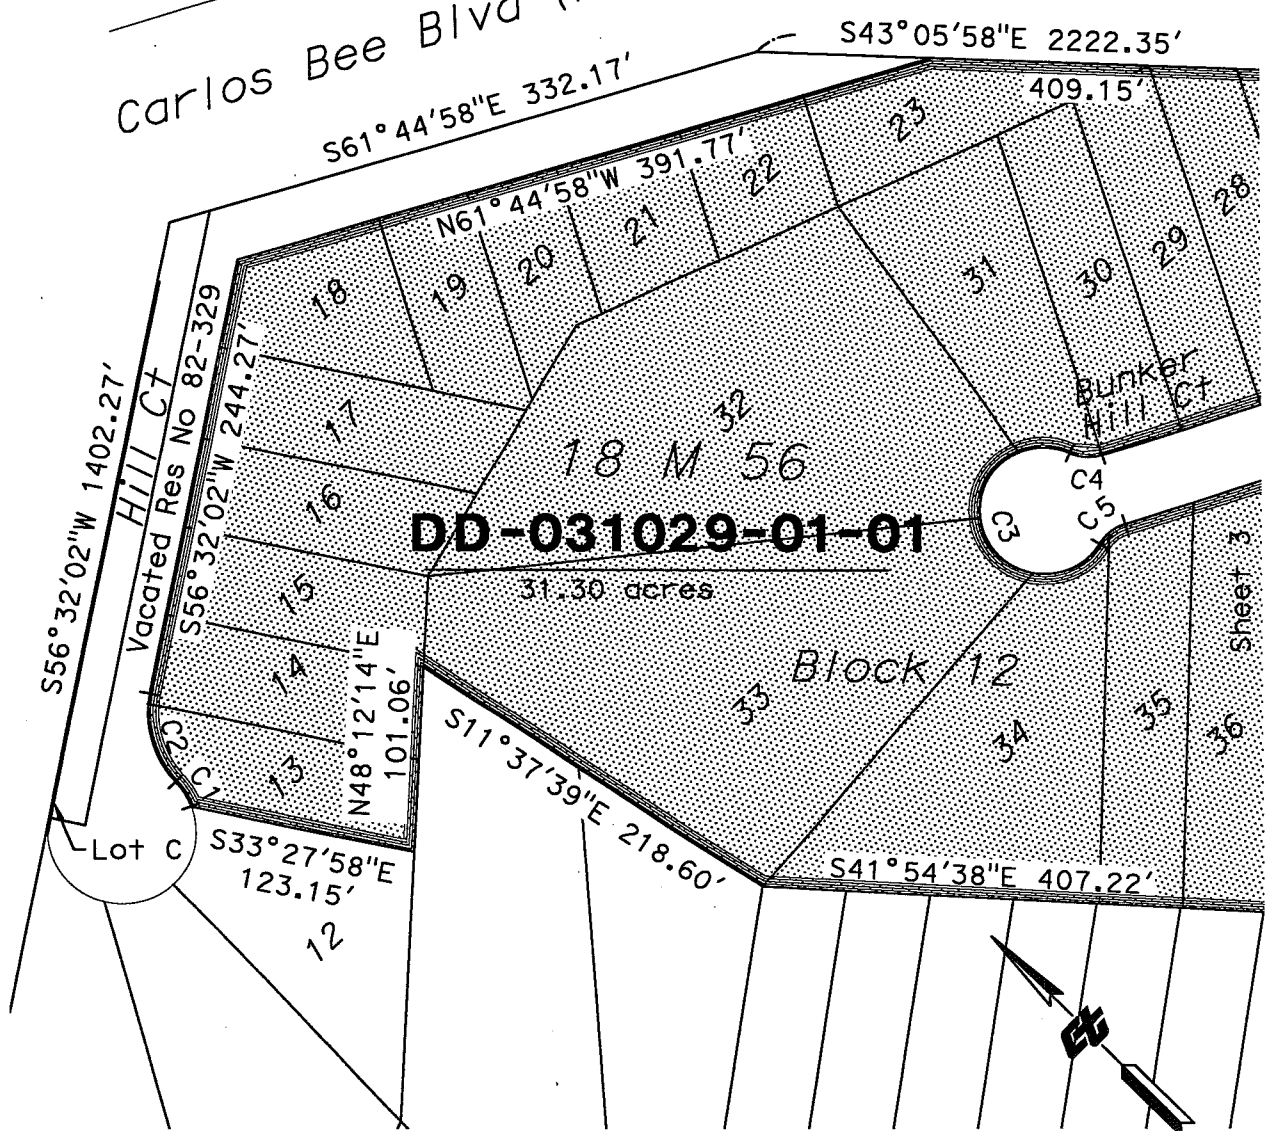 Carlos Bee Blvd
S43°05'58"E 2222.35'
S61°44'58"E 332.17'
409.15'
N61°44'58"W 391.77'
23
22
21
20
19
18
31
30
29
28
S56°32'02"W 1402.27'
Hill Ct
Vacated Res No 82-329
S56°32'02"W 244.27'
17
16
15
14
13
32
18 M 56
Bunker
Hill Ct
C4
C5
C3
DD-031029-01-01
31.30 acres
Block 12
33
34
35
36
Sheet 3
N48°12'14"E
101.06'
S11°37'39"E 218.60'
C2
C1
Lot C
S33°27'58"E
123.15'
12
S41°54'38"E 407.22'
ct